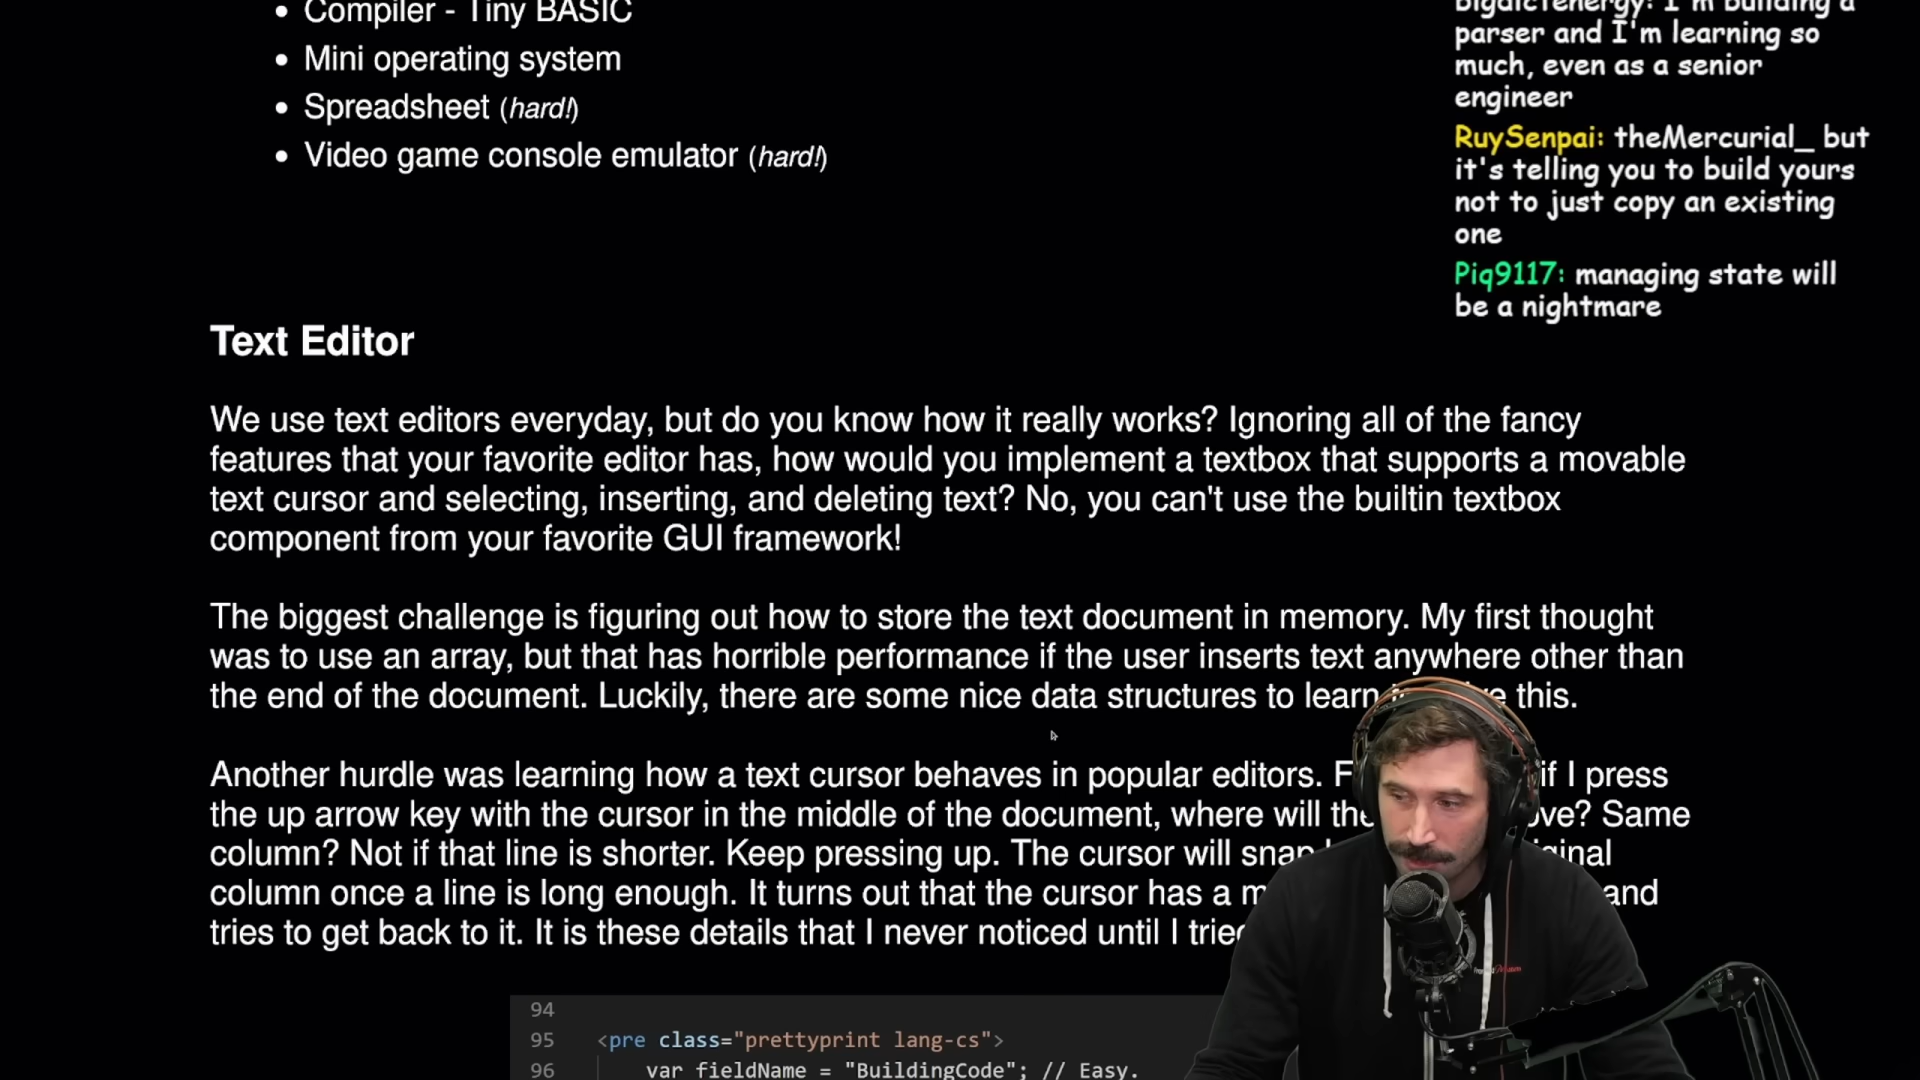 Compiler - Tiny BASIC
Mini operating system
Spreadsheet (hard!)
Video game console emulator (hard!)
Text Editor
We use text editors everyday, but do you know how it really works? Ignoring all of the fancy
features that your favorite editor has, how would you implement a textbox that supports a movable
text cursor and selecting, inserting, and deleting text? No, you can't use the builtin textbox
component from your favorite GUI framework!
The biggest challenge is figuring out how to store the text document in memory. My first thought
was to use an array, but that has horrible performance if the user inserts text anywhere other than
the end of the document. Luckily, there are some nice data structures to learn this.
Another hurdle was learning how a text cursor behaves in popular editors. if I press
the up arrow key with the cursor in the middle of the document, where will the Same
column? Not if that line is shorter. Keep pressing up. The cursor will snap
column once a line is long enough. It turns out that the cursor has a and
tries to get back to it. It is these details that I never noticed until I tried
94
95 <pre class="prettyprint lang-cs">
96 var fieldName = "BuildingCode"; // Easy.
bigdictenergy: I'm building a
parser and I'm learning so
much, even as a senior
engineer
RuySenpai: theMercurial_ but
it's telling you to build yours
not to just copy an existing
one
Piq9117: managing state will
be a nightmare